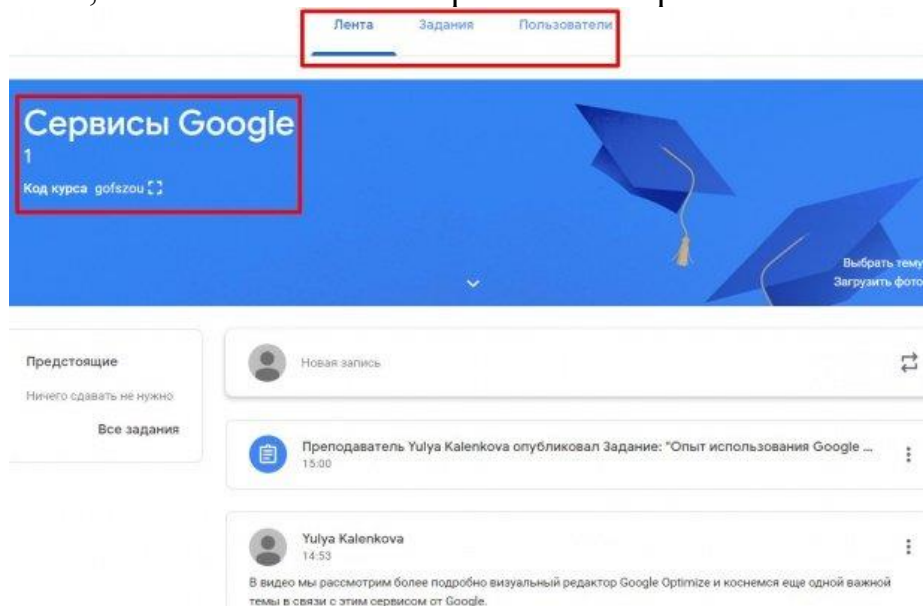 Лента Задания Пользователи
Сервисы Google
1
Код курса gofszou
Выбрать тему
Загрузить фото
Предстоящие
Ничего сдавать не нужно
Все задания
Новая запись
Преподаватель Yulya Kalenkova опубликовал Задание: "Опыт использования Google ...
15:00
Yulya Kalenkova
14:53
В видео мы рассмотрим более подробно визуальный редактор Google Optimize и коснемся еще одной важной
темы в связи с этим сервисом от Google.